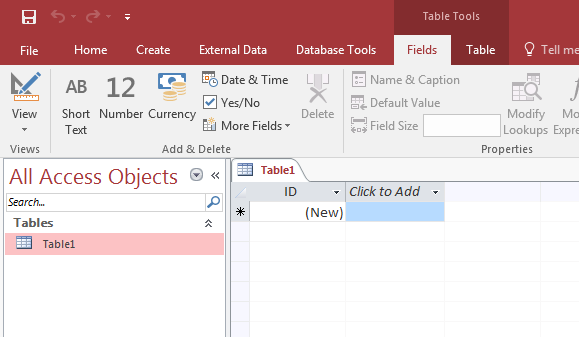 Table Tools
File Home Create External Data Database Tools Fields Table Tell me
View
Views
AB
Short
Text
12
Number
Currency
Date & Time
Yes/No
More Fields
Delete
Add & Delete
Name & Caption
Default Value
Field Size
Modify
Lookups
Mo
Expre
Properties
All Access Objects
Search...
Tables
Table1
Table1
ID Click to Add
(New)